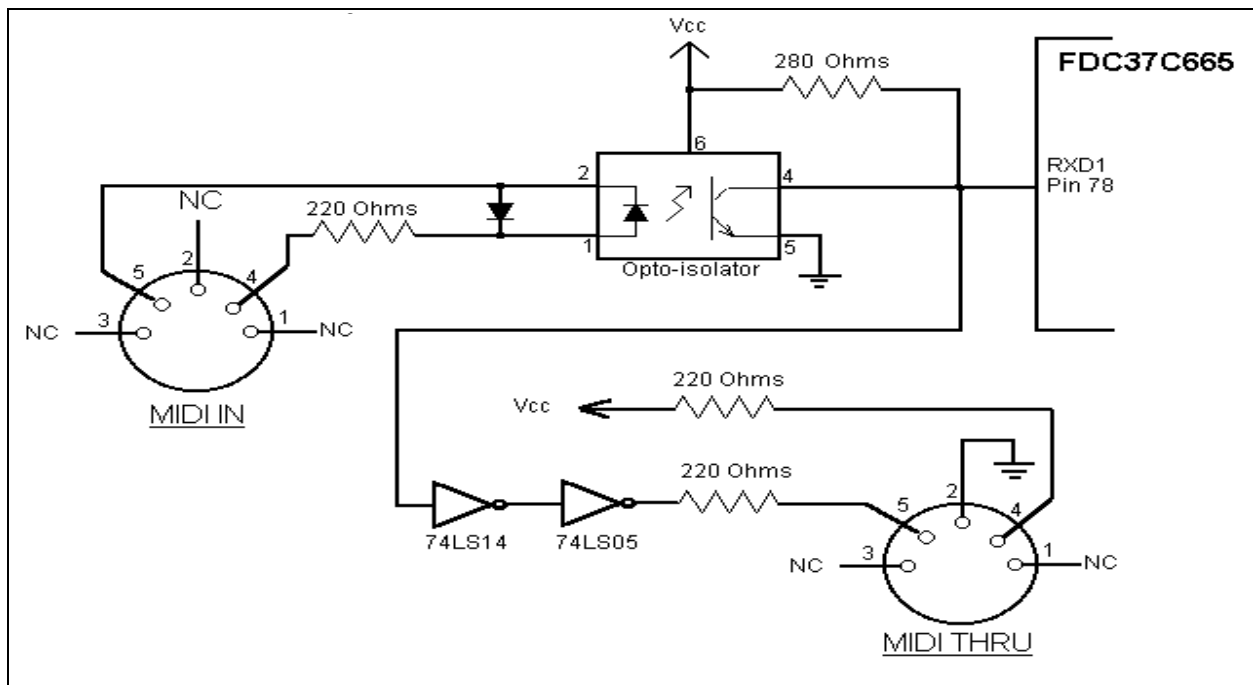 Vcc
280 Ohms
FDC37C665
6
2
4
RXD1
Pin 78
NC
220 Ohms
1
5
Opto-isolator
5
2
4
NC
3
1
NC
MIDI IN
220 Ohms
Vcc
220 Ohms
2
5
4
74LS14
74LS05
NC
3
1
NC
MIDI THRU